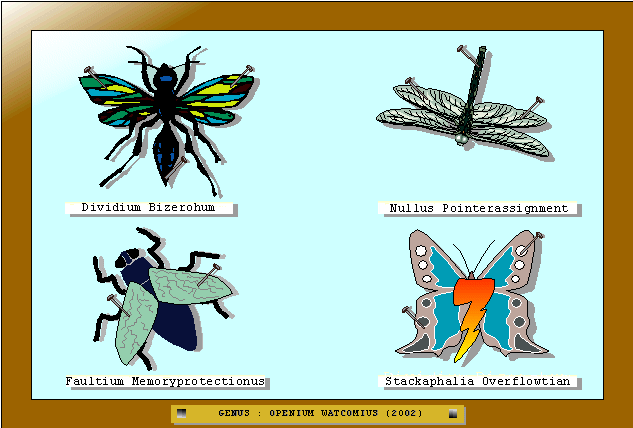 Dividium Bizerohum
Nullus Pointerassignment
Faultium Memoryprotectionus
Stackaphalia Overflowtian
GENUS : OPENIUM WATCOMIUS (2002)